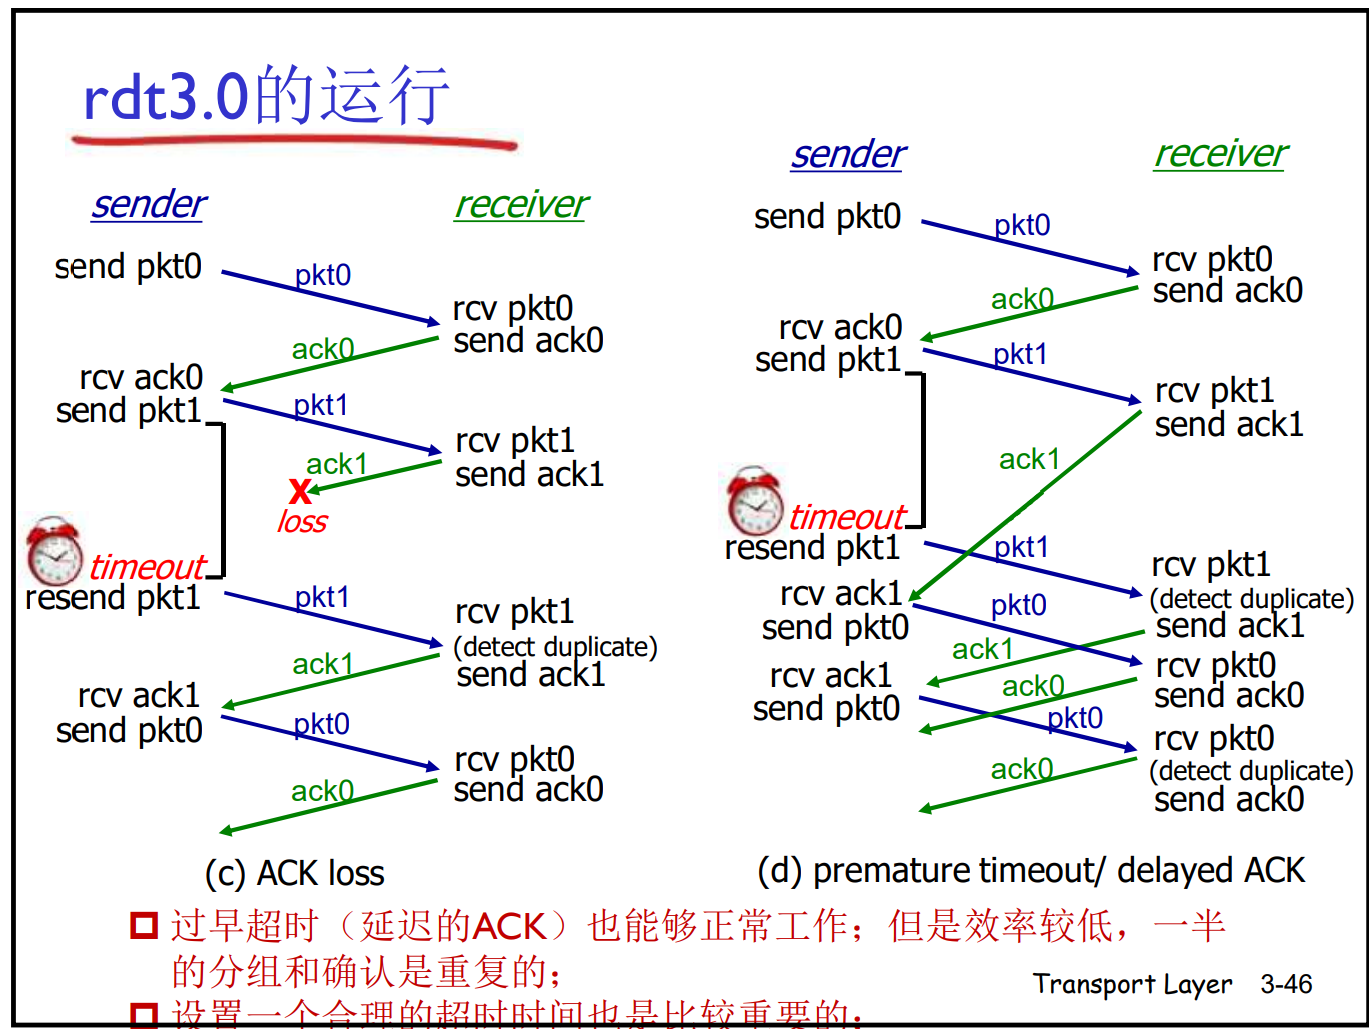 rdt3.0的运行
sender
receiver
send pkt0
pkt0
rcv pkt0
send ack0
ack0
rcv ack0
send pkt1
pkt1
rcv pkt1
send ack1
ack1
X
loss
timeout
resend pkt1
pkt1
rcv pkt1
(detect duplicate)
send ack1
ack1
rcv ack1
send pkt0
pkt0
rcv pkt0
send ack0
ack0
(c) ACK loss
sender
receiver
send pkt0
pkt0
rcv pkt0
send ack0
ack0
rcv ack0
send pkt1
pkt1
rcv pkt1
send ack1
ack1
timeout
resend pkt1
pkt1
rcv pkt1
(detect duplicate)
send ack1
rcv ack1
send pkt0
pkt0
ack1
rcv pkt0
send ack0
rcv ack1
send pkt0
ack0
pkt0
rcv pkt0
(detect duplicate)
send ack0
ack0
(d) premature timeout/ delayed ACK
过早超时（延迟的ACK）也能够正常工作；但是效率较低，一半
的分组和确认是重复的；
设置一个合理的超时时间也是比较重要的；
Transport Layer 3-46